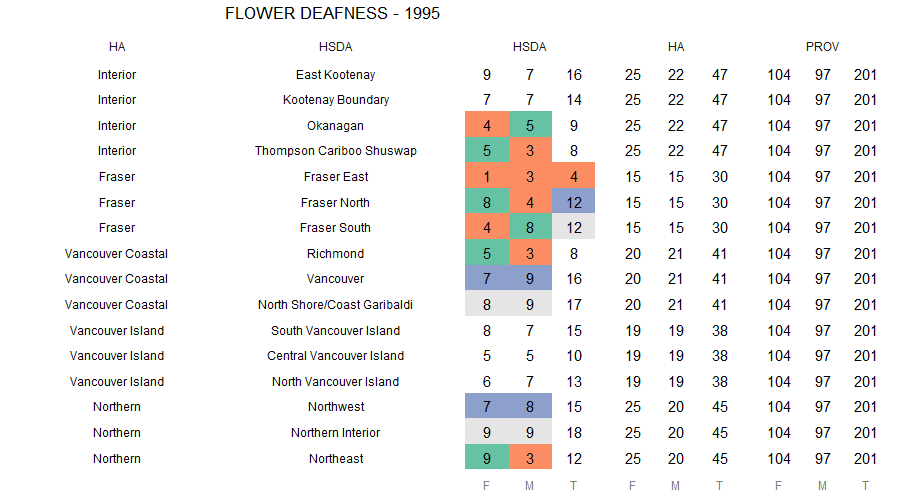 FLOWER DEAFNESS - 1995
HA HSDA HSDA HA PROV
Interior East Kootenay 9 7 16 25 22 47 104 97 201
Interior Kootenay Boundary 7 7 14 25 22 47 104 97 201
Interior Okanagan 4 5 9 25 22 47 104 97 201
Interior Thompson Cariboo Shuswap 5 3 8 25 22 47 104 97 201
Fraser Fraser East 1 3 4 15 15 30 104 97 201
Fraser Fraser North 8 4 12 15 15 30 104 97 201
Fraser Fraser South 4 8 12 15 15 30 104 97 201
Vancouver Coastal Richmond 5 3 8 20 21 41 104 97 201
Vancouver Coastal Vancouver 7 9 16 20 21 41 104 97 201
Vancouver Coastal North Shore/Coast Garibaldi 8 9 17 20 21 41 104 97 201
Vancouver Island South Vancouver Island 8 7 15 19 19 38 104 97 201
Vancouver Island Central Vancouver Island 5 5 10 19 19 38 104 97 201
Vancouver Island North Vancouver Island 6 7 13 19 19 38 104 97 201
Northern Northwest 7 8 15 25 20 45 104 97 201
Northern Northern Interior 9 9 18 25 20 45 104 97 201
Northern Northeast 9 3 12 25 20 45 104 97 201
F M T F M T F M T